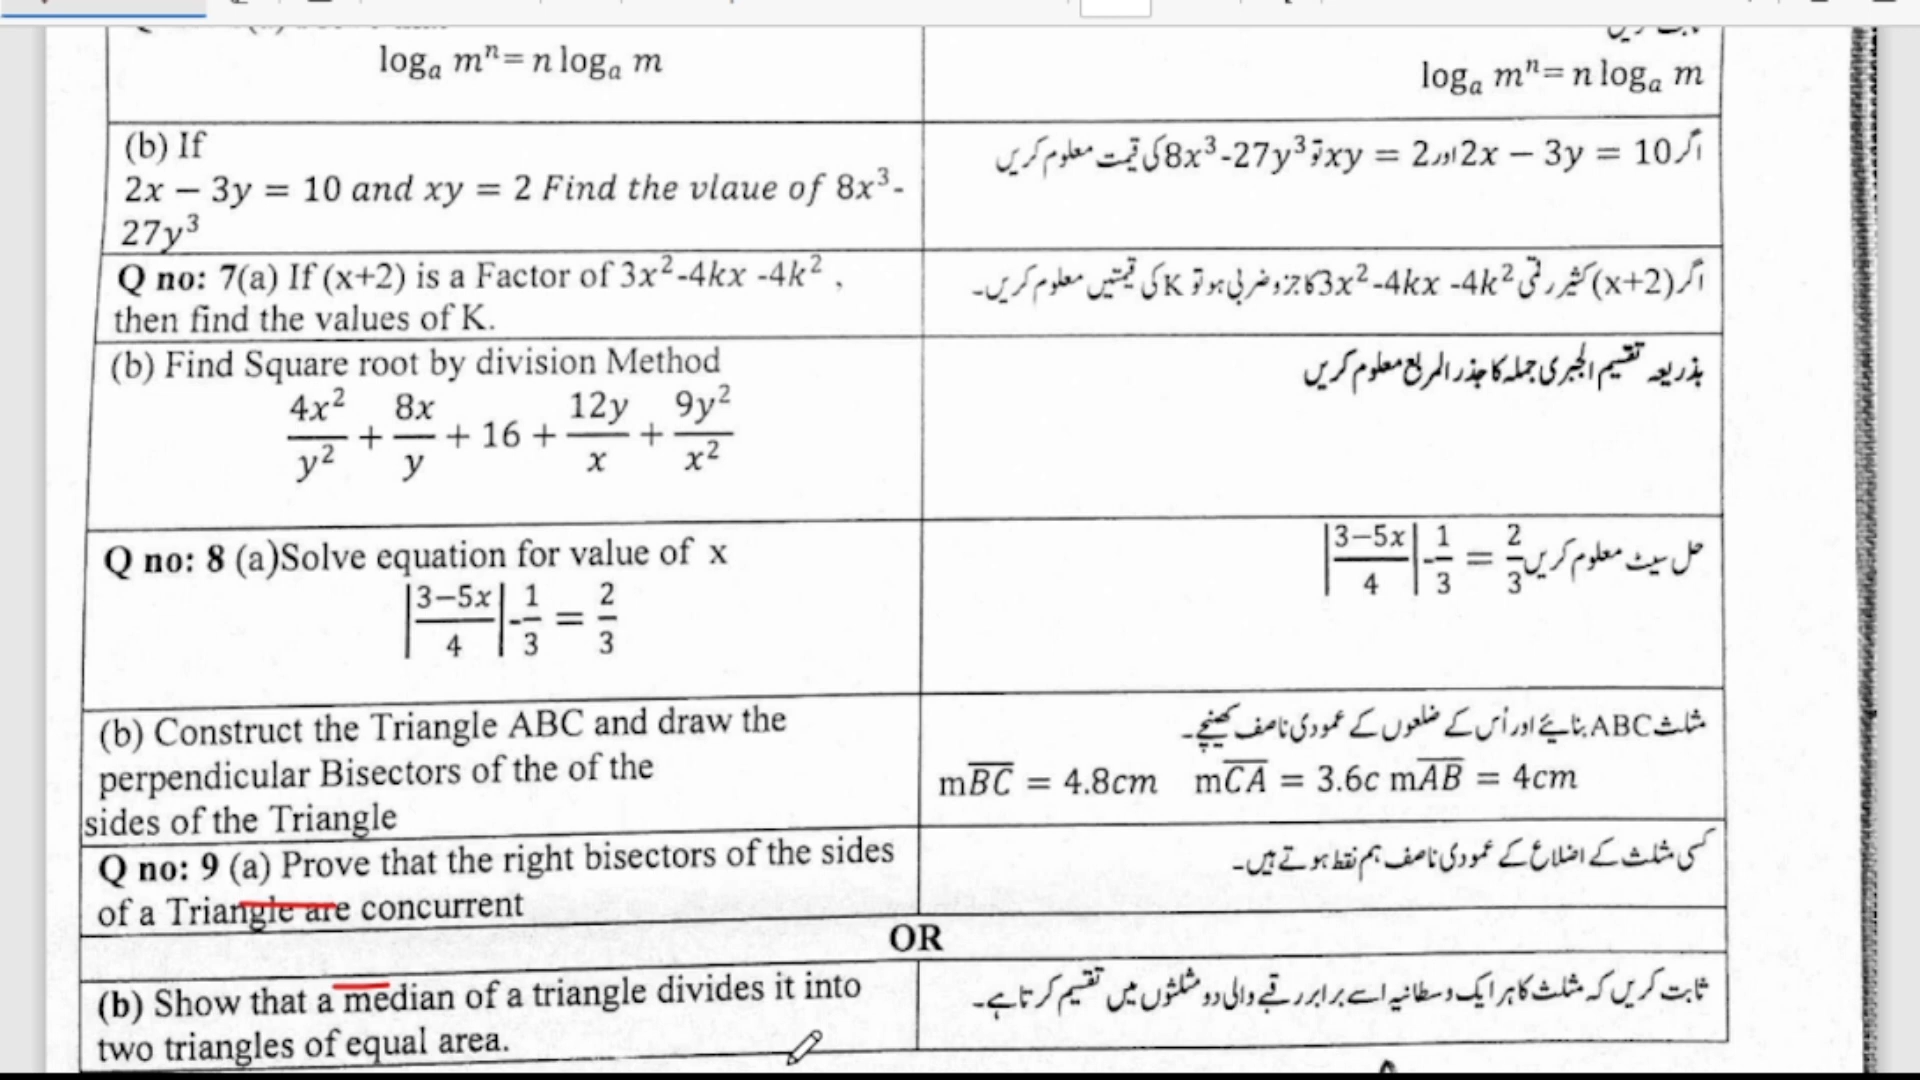 logₐ mⁿ= n logₐ m
logₐ mⁿ= n logₐ m
(b) If
2x − 3y = 10 and xy = 2 Find the vlaue of 8x³-
27y³
اگر 2x − 3y = 10 اور xy = 2 تو 8x³-27y³ کی قیمت معلوم کریں
Q no: 7(a) If (x+2) is a Factor of 3x²-4kx -4k² ,
then find the values of K.
اگر (x+2) کثیر رقمی 3x²-4kx -4k² کا جزو ضربی ہو تو K کی قیمتیں معلوم کریں۔
(b) Find Square root by division Method
4x²/y² + 8x/y + 16 + 12y/x + 9y²/x²
بذریعہ تقسیم الجبری جملہ کا جذر المربع معلوم کریں
Q no: 8 (a)Solve equation for value of x
|3−5x/4| - 1/3 = 2/3
حل سیٹ معلوم کریں |3−5x/4| - 1/3 = 2/3
(b) Construct the Triangle ABC and draw the
perpendicular Bisectors of the of the
sides of the Triangle
مثلث ABC بنایئے اور اُس کے ضلعوں کے عمودی ناصف کھینچیے۔
mBC = 4.8cm mCA = 3.6c mAB = 4cm
Q no: 9 (a) Prove that the right bisectors of the sides
of a Triangle are concurrent
کسی مثلث کے اضلاع کے عمودی ناصف ہم نقطہ ہوتے ہیں۔
OR
(b) Show that a median of a triangle divides it into
two triangles of equal area.
ثابت کریں کہ مثلث کا ہر ایک وسطانیہ اسے برابر رقبے والی دو مثلثوں میں تقسیم کرتا ہے۔